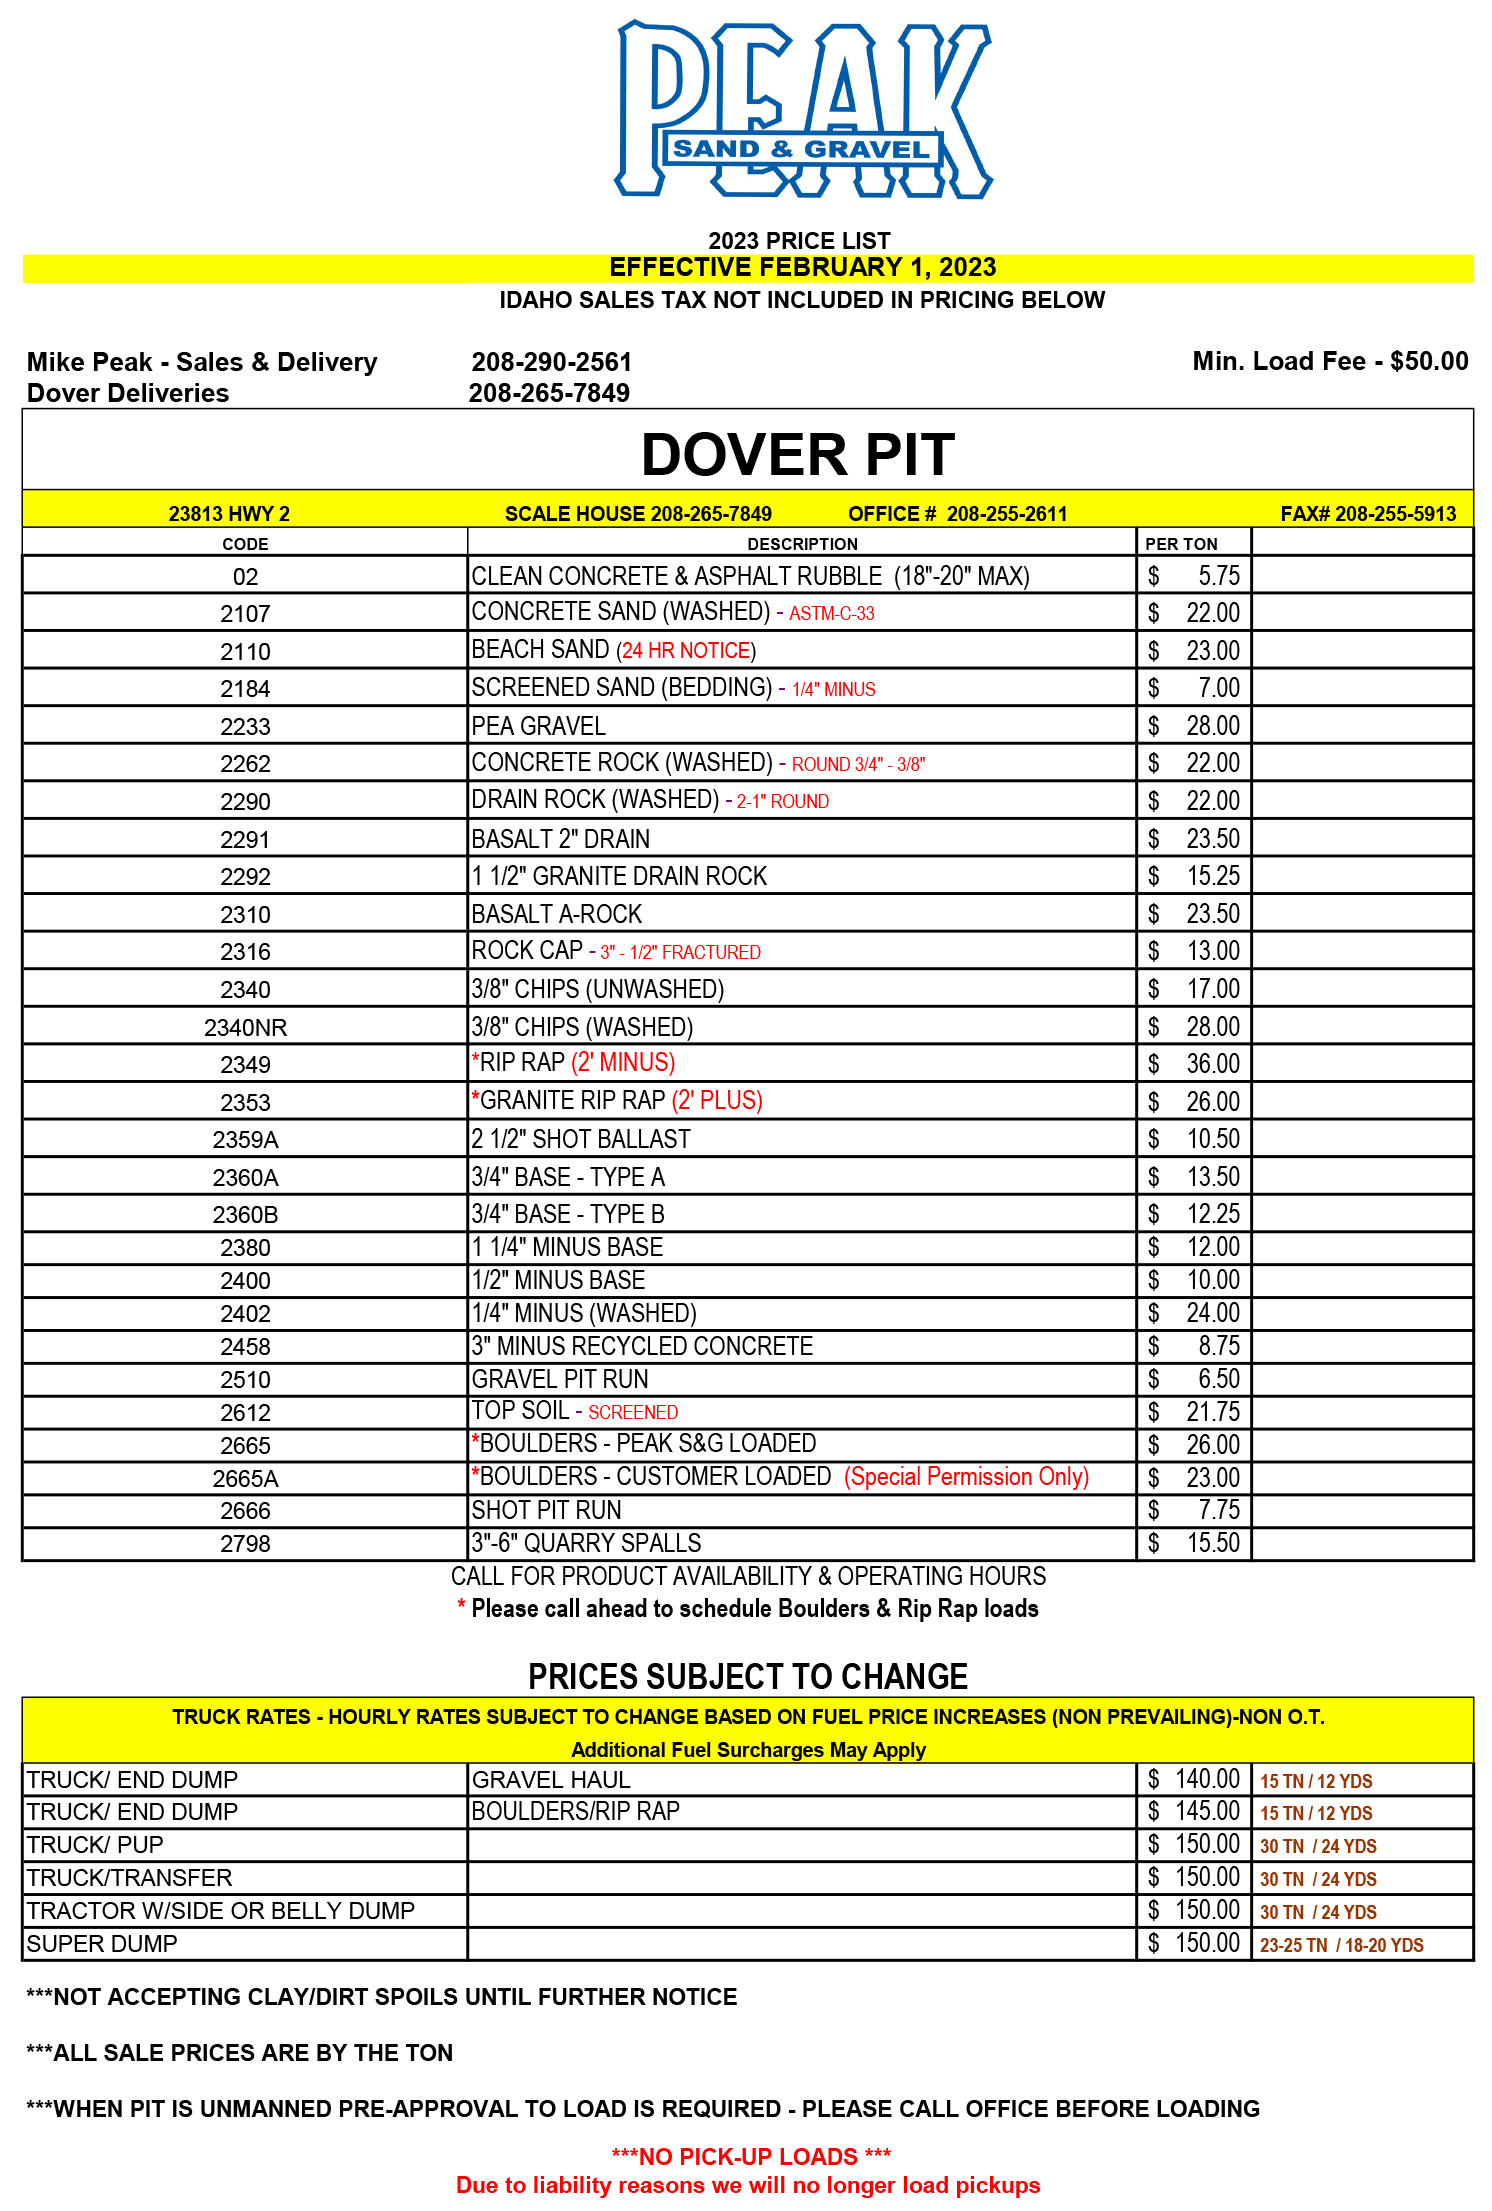 PEAK
SAND & GRAVEL
2023 PRICE LIST
EFFECTIVE FEBRUARY 1, 2023
IDAHO SALES TAX NOT INCLUDED IN PRICING BELOW
Mike Peak - Sales & Delivery 208-290-2561 Min. Load Fee - $50.00
Dover Deliveries 208-265-7849
DOVER PIT
23813 HWY 2 SCALE HOUSE 208-265-7849 OFFICE # 208-255-2611 FAX# 208-255-5913
CODE DESCRIPTION PER TON
02 CLEAN CONCRETE & ASPHALT RUBBLE (18"-20" MAX) $ 5.75
2107 CONCRETE SAND (WASHED) - ASTM-C-33 $ 22.00
2110 BEACH SAND (24 HR NOTICE) $ 23.00
2184 SCREENED SAND (BEDDING) - 1/4" MINUS $ 7.00
2233 PEA GRAVEL $ 28.00
2262 CONCRETE ROCK (WASHED) - ROUND 3/4" - 3/8" $ 22.00
2290 DRAIN ROCK (WASHED) - 2-1" ROUND $ 22.00
2291 BASALT 2" DRAIN $ 23.50
2292 1 1/2" GRANITE DRAIN ROCK $ 15.25
2310 BASALT A-ROCK $ 23.50
2316 ROCK CAP - 3" - 1/2" FRACTURED $ 13.00
2340 3/8" CHIPS (UNWASHED) $ 17.00
2340NR 3/8" CHIPS (WASHED) $ 28.00
2349 *RIP RAP (2' MINUS) $ 36.00
2353 *GRANITE RIP RAP (2' PLUS) $ 26.00
2359A 2 1/2" SHOT BALLAST $ 10.50
2360A 3/4" BASE - TYPE A $ 13.50
2360B 3/4" BASE - TYPE B $ 12.25
2380 1 1/4" MINUS BASE $ 12.00
2400 1/2" MINUS BASE $ 10.00
2402 1/4" MINUS (WASHED) $ 24.00
2458 3" MINUS RECYCLED CONCRETE $ 8.75
2510 GRAVEL PIT RUN $ 6.50
2612 TOP SOIL - SCREENED $ 21.75
2665 *BOULDERS - PEAK S&G LOADED $ 26.00
2665A *BOULDERS - CUSTOMER LOADED (Special Permission Only) $ 23.00
2666 SHOT PIT RUN $ 7.75
2798 3"-6" QUARRY SPALLS $ 15.50
CALL FOR PRODUCT AVAILABILITY & OPERATING HOURS
* Please call ahead to schedule Boulders & Rip Rap loads
PRICES SUBJECT TO CHANGE
TRUCK RATES - HOURLY RATES SUBJECT TO CHANGE BASED ON FUEL PRICE INCREASES (NON PREVAILING)-NON O.T.
Additional Fuel Surcharges May Apply
TRUCK/ END DUMP GRAVEL HAUL $ 140.00 15 TN / 12 YDS
TRUCK/ END DUMP BOULDERS/RIP RAP $ 145.00 15 TN / 12 YDS
TRUCK/ PUP $ 150.00 30 TN / 24 YDS
TRUCK/TRANSFER $ 150.00 30 TN / 24 YDS
TRACTOR W/SIDE OR BELLY DUMP $ 150.00 30 TN / 24 YDS
SUPER DUMP $ 150.00 23-25 TN / 18-20 YDS
***NOT ACCEPTING CLAY/DIRT SPOILS UNTIL FURTHER NOTICE
***ALL SALE PRICES ARE BY THE TON
***WHEN PIT IS UNMANNED PRE-APPROVAL TO LOAD IS REQUIRED - PLEASE CALL OFFICE BEFORE LOADING
***NO PICK-UP LOADS ***
Due to liability reasons we will no longer load pickups